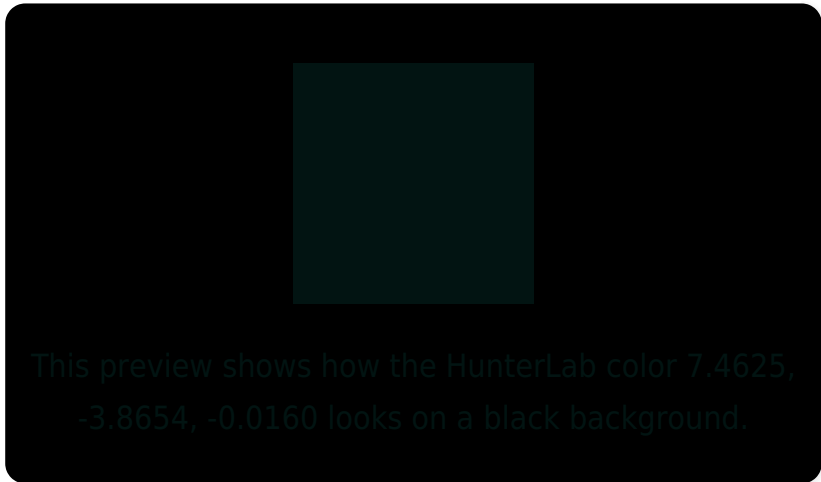 This preview shows how the HunterLab color 7.4625,
-3.8654, -0.0160 looks on a black background.